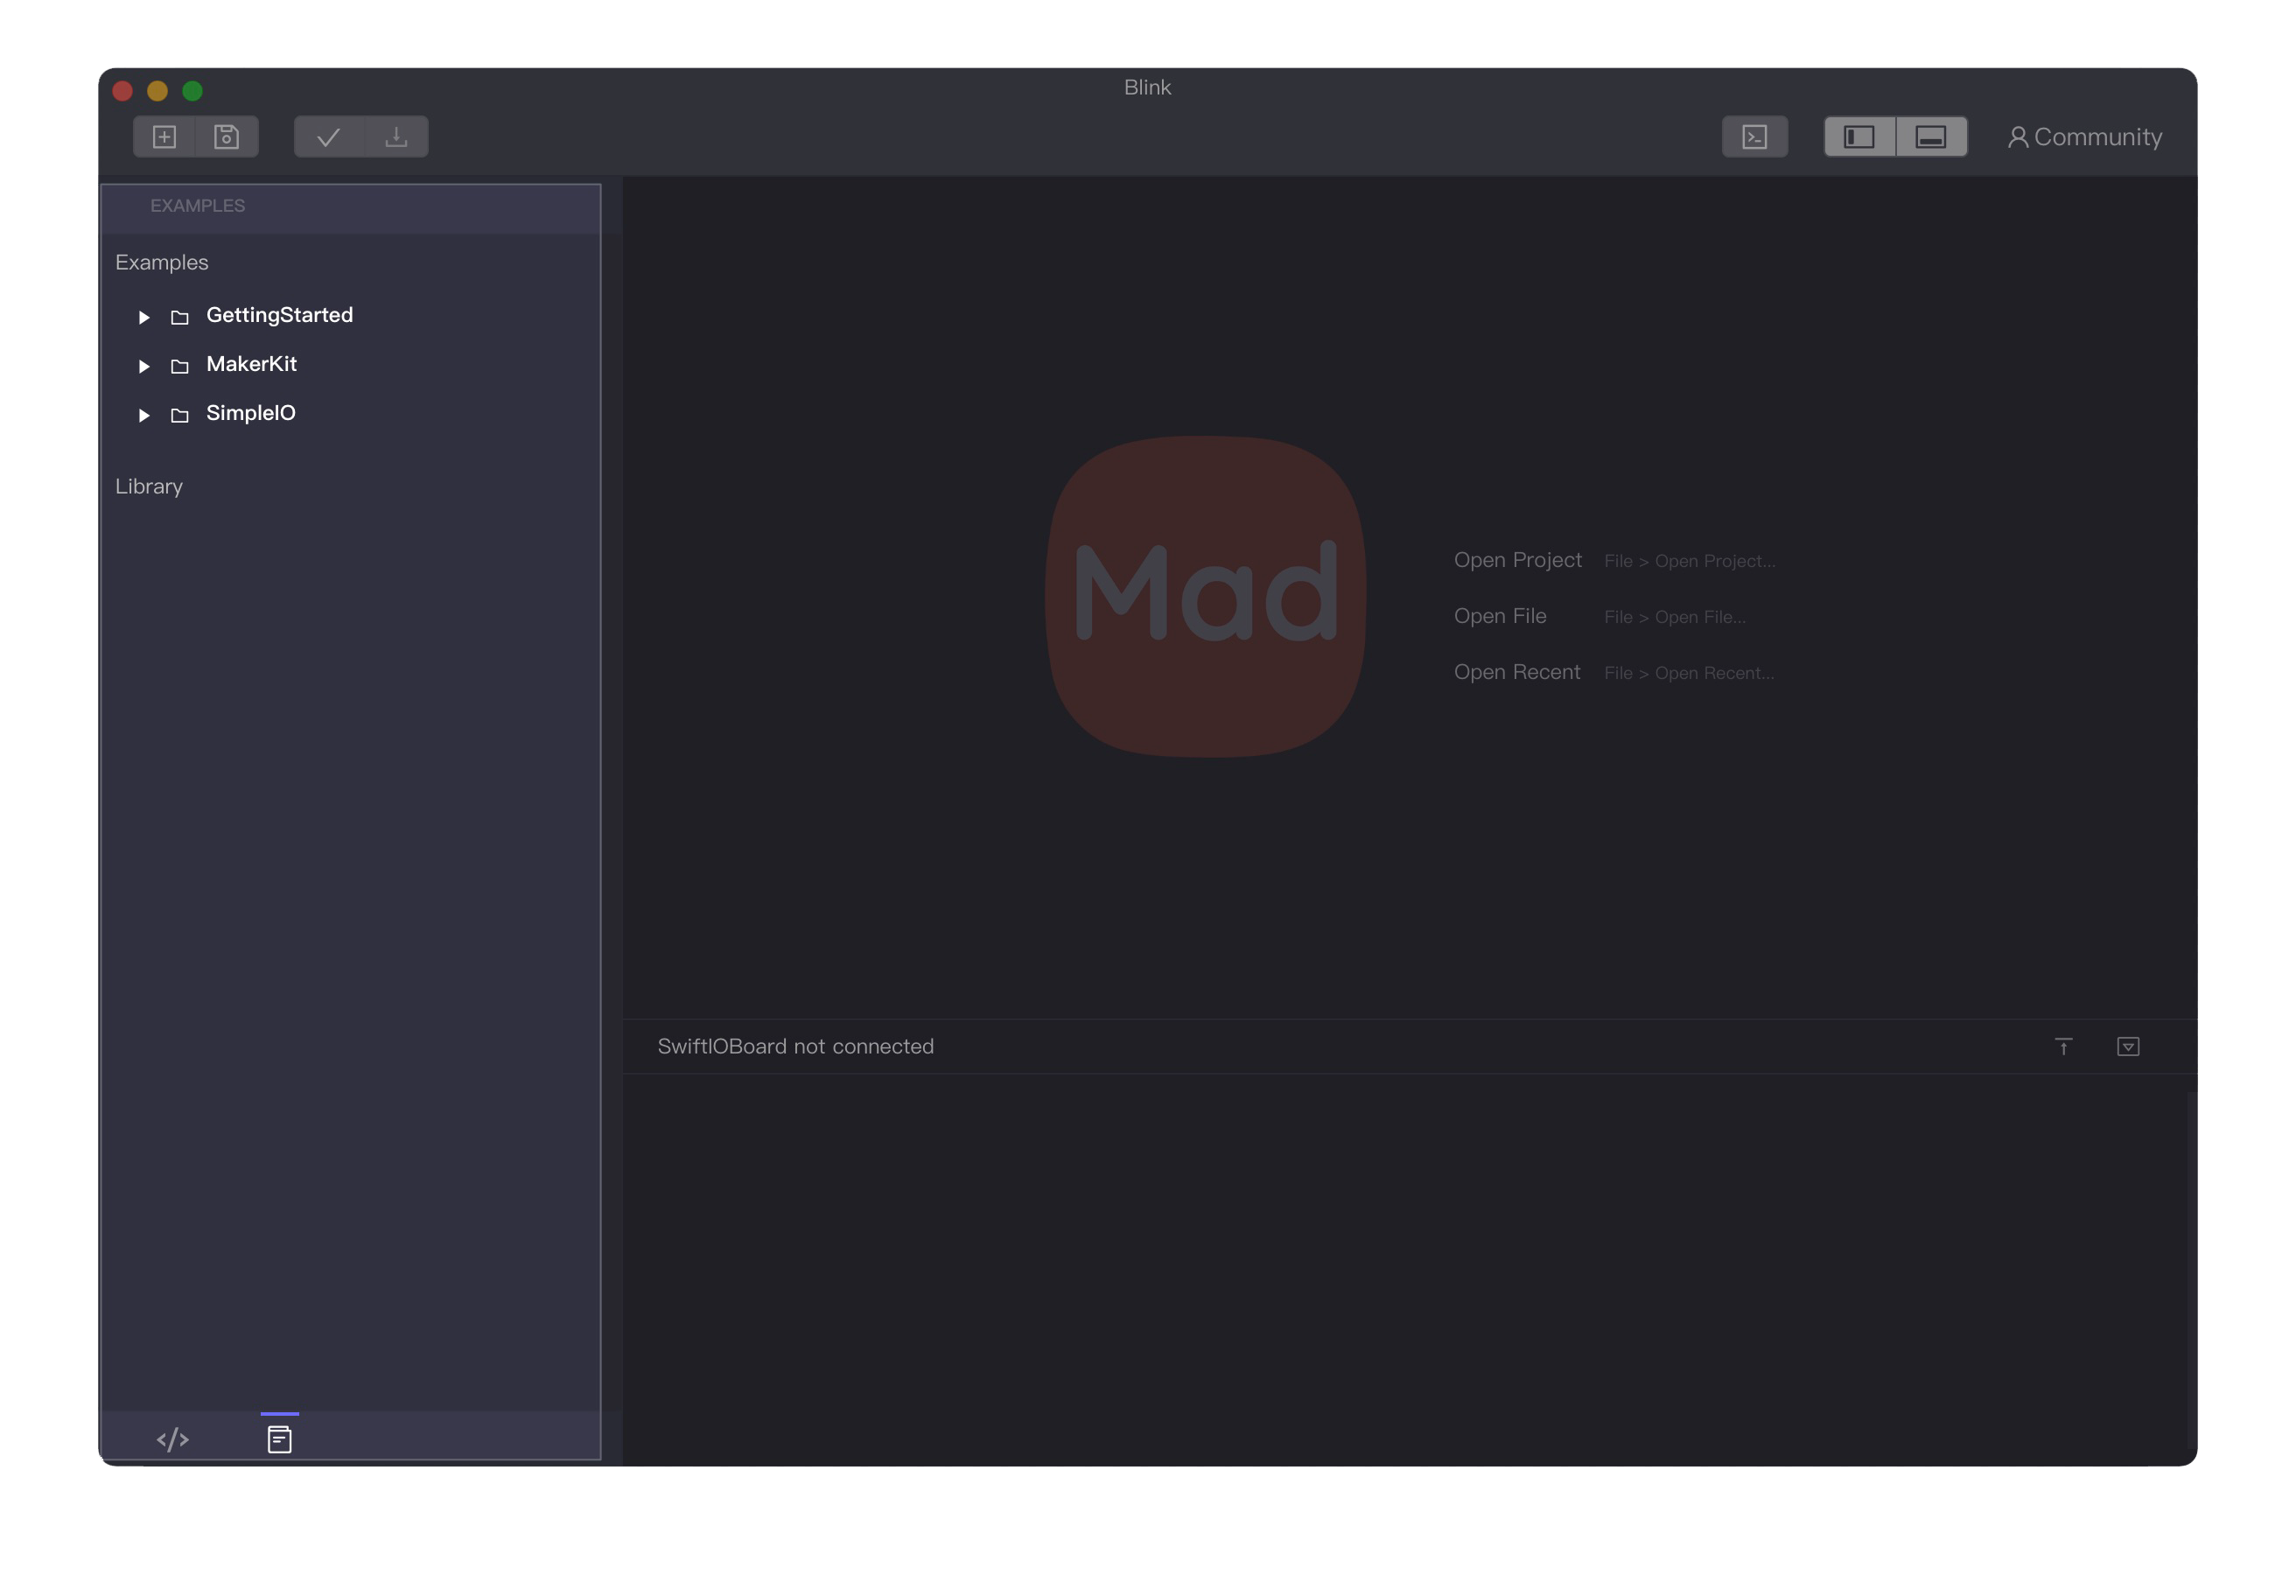 Blink
Community
EXAMPLES
Examples
GettingStarted
MakerKit
SimpleIO
Library
Mad
Open Project File > Open Project...
Open File File > Open File...
Open Recent File > Open Recent...
SwiftIOBoard not connected